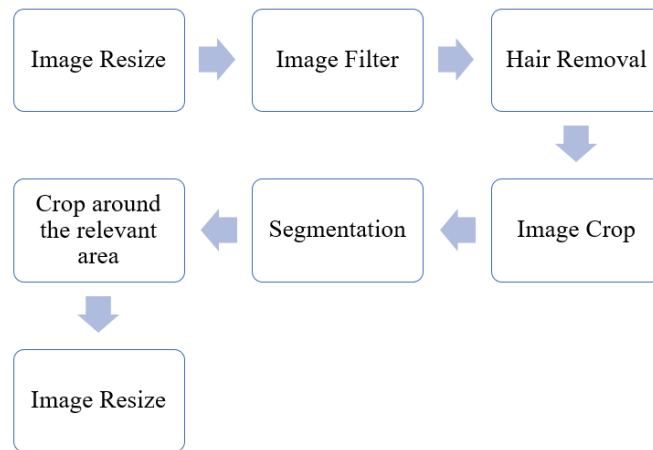 Image Resize
Image Filter
Hair Removal
Crop around
the relevant
area
Segmentation
Image Crop
Image Resize